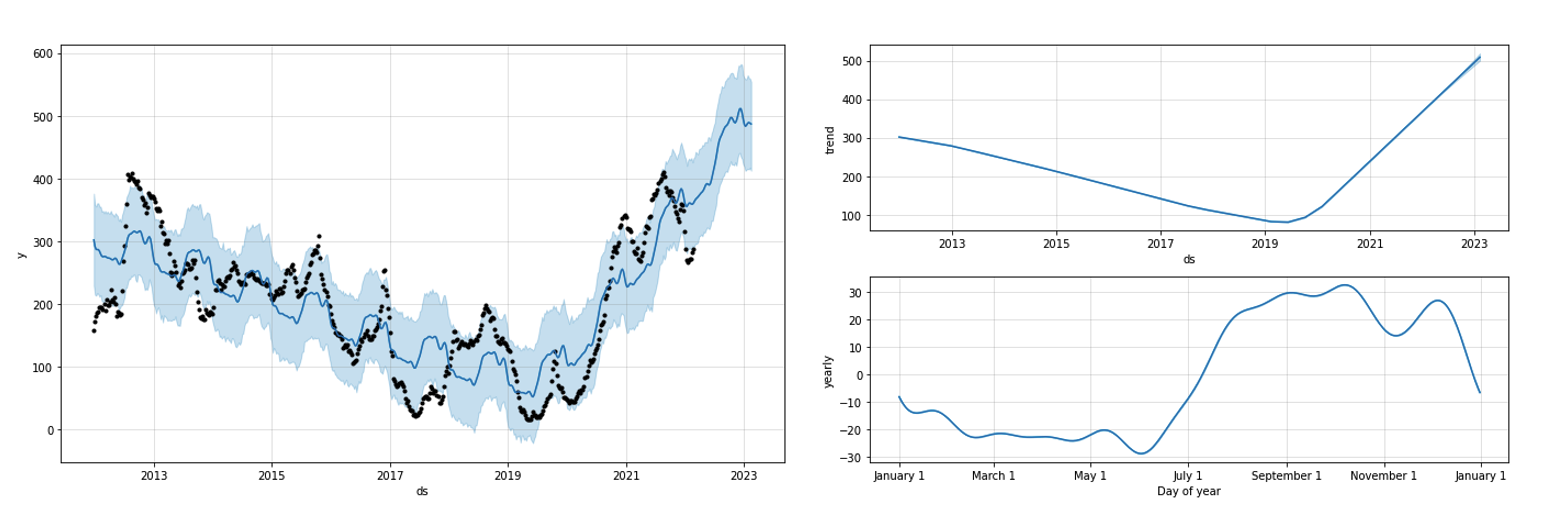 600
500
400
300
200
100
0
y
2013
2015
2017
2019
2021
2023
ds
500
400
300
200
100
trend
2013
2015
2017
2019
2021
2023
ds
30
20
10
0
−10
−20
−30
yearly
January 1
March 1
May 1
July 1
September 1
November 1
January 1
Day of year